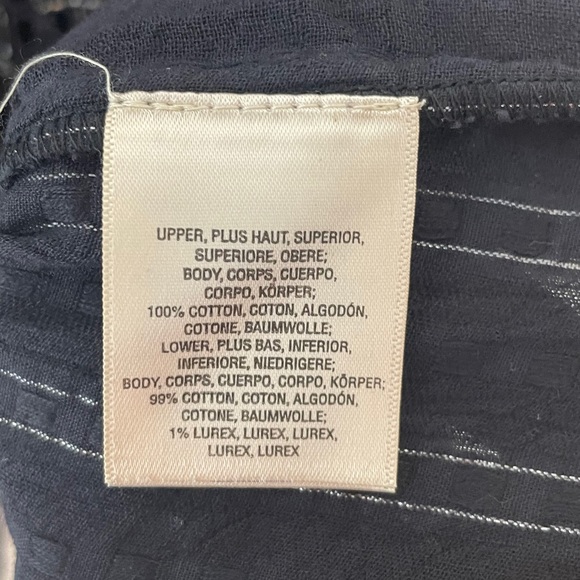 UPPER, PLUS HAUT, SUPERIOR,
SUPERIORE, OBERE;
BODY, CORPS, CUERPO,
CORPO, KÖRPER;
100% COTTON, COTON, ALGODÓN,
COTONE, BAUMWOLLE;
LOWER, PLUS BAS, INFERIOR,
INFERIORE, NIEDRIGERE;
BODY, CORPS, CUERPO, CORPO, KÖRPER;
99% COTTON, COTON, ALGODÓN,
COTONE, BAUMWOLLE;
1% LUREX, LUREX, LUREX,
LUREX, LUREX